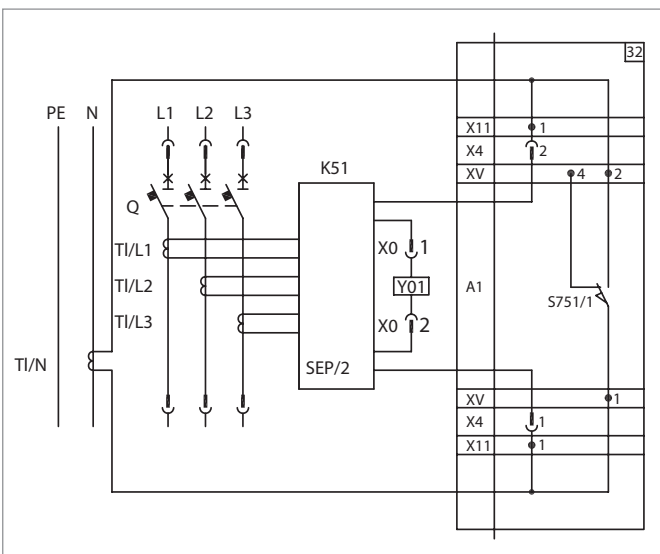 32
PE N L1 L2 L3
X11 1
K51 X4 2
XV 4 2
Q
TI/L1 X0 1
TI/L2 Y01 A1
S751/1
TI/L3 X0 2
TI/N SEP/2
XV 1
X4 1
X11 1